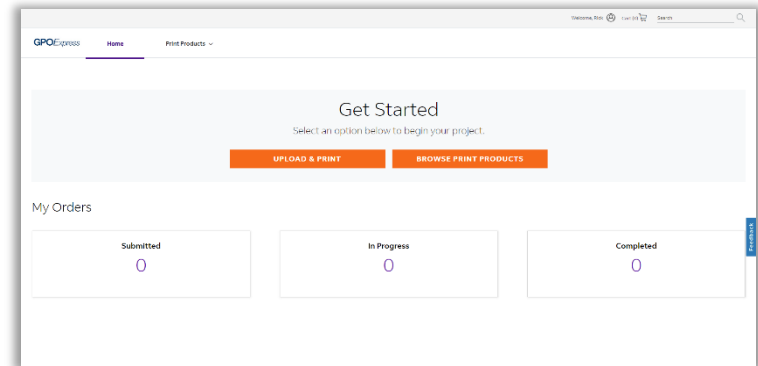 Welcome, Rick Cart (0) Search
GPOExpress Home Print Products
Get Started
Select an option below to begin your project.
UPLOAD & PRINT BROWSE PRINT PRODUCTS
My Orders
Submitted In Progress Completed
0 0 0
Feedback